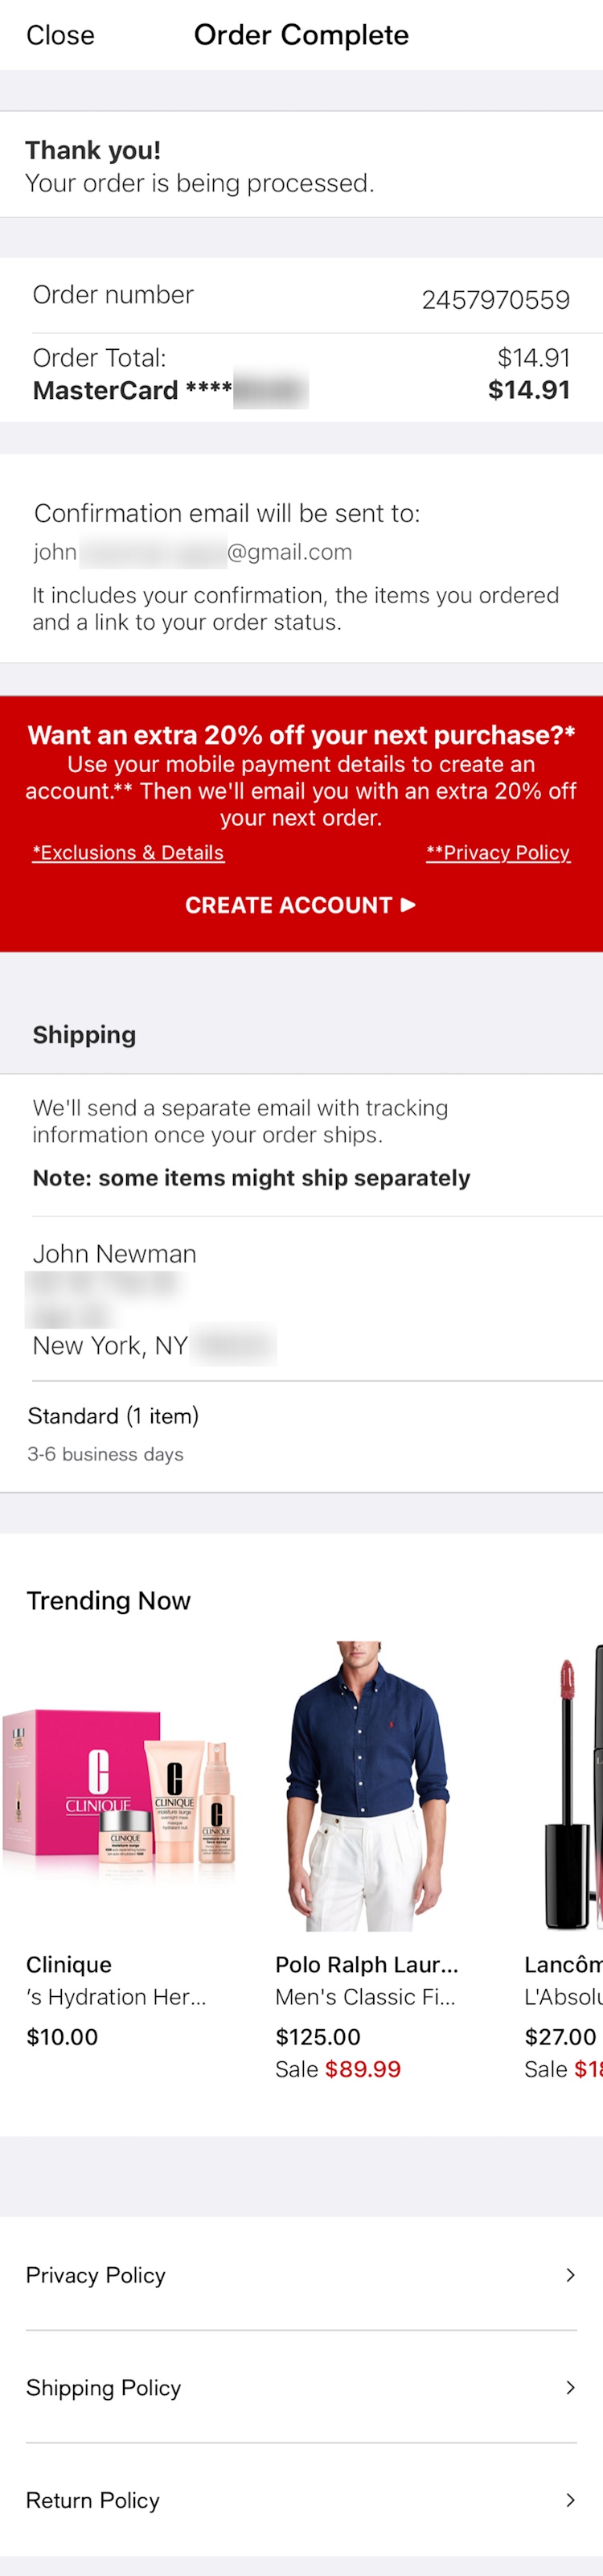 Close
Order Complete
Thank you!
Your order is being processed.
Order number
2457970559
Order Total:
$14.91
MasterCard ****
$14.91
Confirmation email will be sent to:
john @gmail.com
It includes your confirmation, the items you ordered
and a link to your order status.
Want an extra 20% off your next purchase?*
Use your mobile payment details to create an
account.** Then we'll email you with an extra 20% off
your next order.
*Exclusions & Details
**Privacy Policy
CREATE ACCOUNT ▶
Shipping
We'll send a separate email with tracking
information once your order ships.
Note: some items might ship separately
John Newman
New York, NY
Standard (1 item)
3-6 business days
Trending Now
CLINIQUE
CLINIQUE
moisture surge
CLINIQUE
CLINIQUE
Clinique
's Hydration Her...
$10.00
Polo Ralph Laur...
Men's Classic Fi...
$125.00
Sale $89.99
Lancôm
L'Absolu
$27.00
Sale $18
Privacy Policy
Shipping Policy
Return Policy